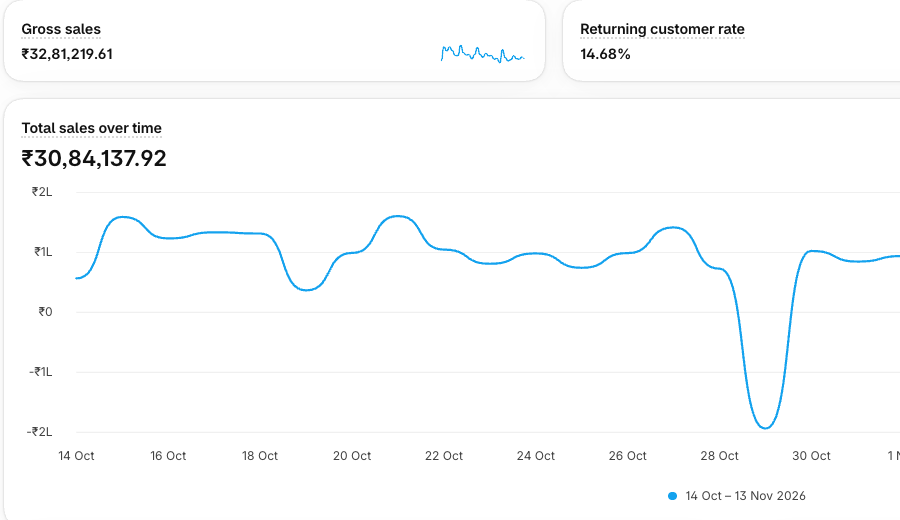 Gross sales
₹32,81,219.61
Returning customer rate
14.68%
Total sales over time
₹30,84,137.92
₹2L
₹1L
₹0
-₹1L
-₹2L
14 Oct 16 Oct 18 Oct 20 Oct 22 Oct 24 Oct 26 Oct 28 Oct 30 Oct 1 N
14 Oct – 13 Nov 2026